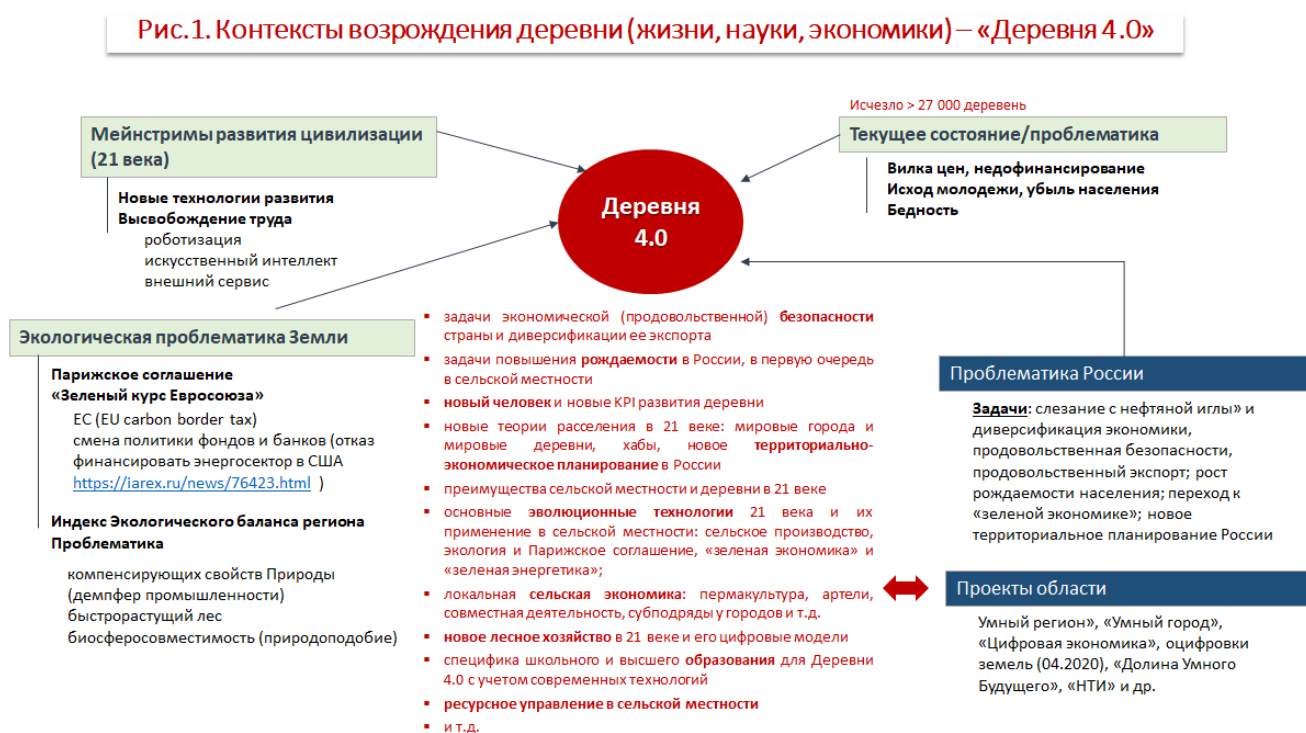 Рис.1. Контексты возрождения деревни (жизни, науки, экономики) – «Деревня 4.0»
Мейнстримы развития цивилизации
(21 века)
Новые технологии развития
Высвобождение труда
роботизация
искусственный интеллект
внешний сервис
Исчезло > 27 000 деревень
Текущее состояние/проблематика
Вилка цен, недофинансирование
Исход молодежи, убыль населения
Бедность
Деревня
4.0
Экологическая проблематика Земли
Парижское соглашение
«Зеленый курс Евросоюза»
ЕС (EU carbon border tax)
смена политики фондов и банков (отказ
финансировать энергосектор в США
https://iarex.ru/news/76423.html )
Индекс Экологического баланса региона
Проблематика
компенсирующих свойств Природы
(демпфер промышленности)
быстрорастущий лес
биосферосовместимость (природоподобие)
▪ задачи экономической (продовольственной) безопасности
страны и диверсификации ее экспорта
▪ задачи повышения рождаемости в России, в первую очередь
в сельской местности
▪ новый человек и новые KPI развития деревни
▪ новые теории расселения в 21 веке: мировые города и
мировые деревни, хабы, новое территориально-
экономическое планирование в России
▪ преимущества сельской местности и деревни в 21 веке
▪ основные эволюционные технологии 21 века и их
применение в сельской местности: сельское производство,
экология и Парижское соглашение, «зеленая экономика» и
«зеленая энергетика»;
▪ локальная сельская экономика: пермакультура, артели,
совместная деятельность, субподряды у городов и т.д.
▪ новое лесное хозяйство в 21 веке и его цифровые модели
▪ специфика школьного и высшего образования для Деревни
4.0 с учетом современных технологий
▪ ресурсное управление в сельской местности
▪ и т.д.
Проблематика России
Задачи: слезание с нефтяной иглы» и
диверсификация экономики,
продовольственная безопасности,
продовольственный экспорт; рост
рождаемости населения; переход к
«зеленой экономике»; новое
территориальное планирование России
Проекты области
Умный регион», «Умный город»,
«Цифровая экономика», оцифровки
земель (04.2020), «Долина Умного
Будущего», «НТИ» и др.